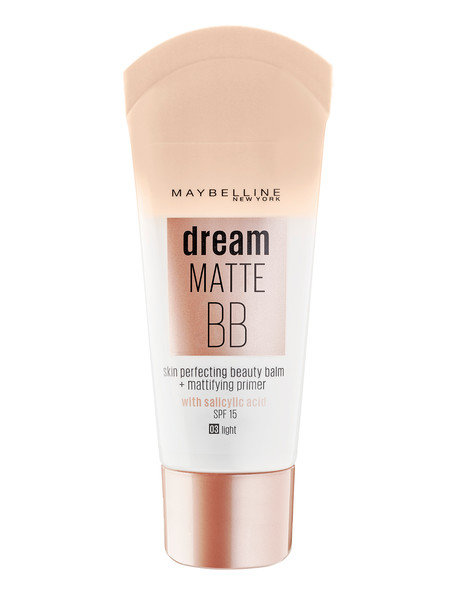 MAYBELLINE
NEW YORK
dream
MATTE
BB
skin perfecting beauty balm
+ mattifying primer
with salicylic acid
SPF 15
03 light